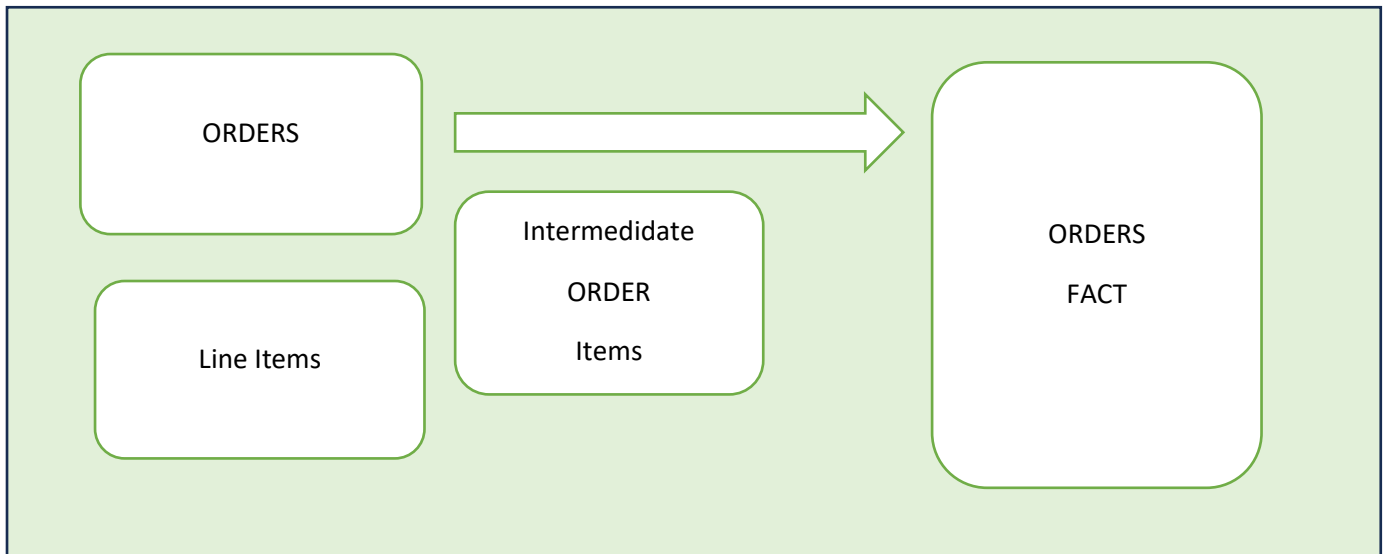 ORDERS
Line Items
Intermedidate
ORDER
Items
ORDERS
FACT